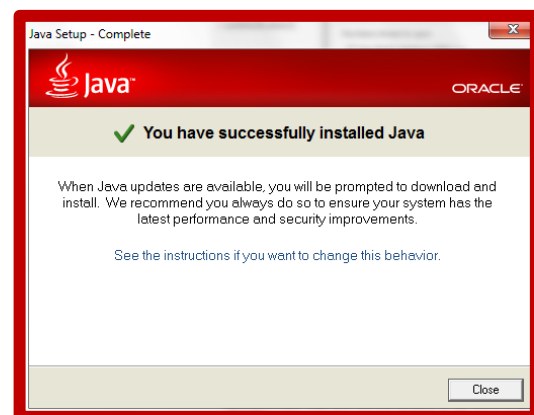 Java Setup - Complete
Java™
ORACLE®
You have successfully installed Java
When Java updates are available, you will be prompted to download and
install. We recommend you always do so to ensure your system has the
latest performance and security improvements.
See the instructions if you want to change this behavior.
Close